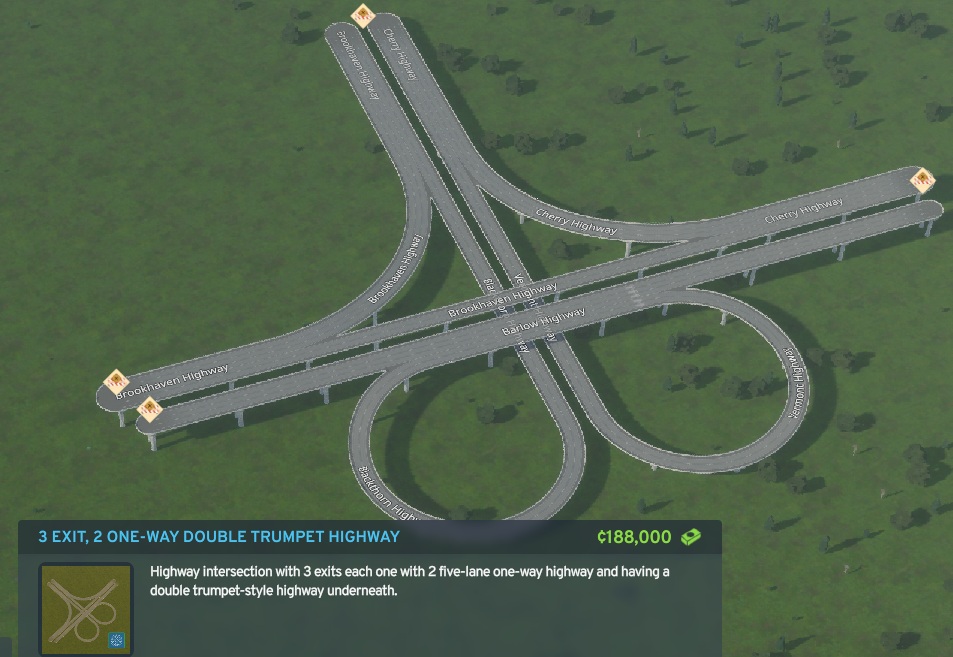 Brookhaven Highway
Cherry Highway
Cherry Highway
Cherry Highway
Brookhaven Highway
Brookhaven Highway
Barlow Highway
Brookhaven Highway
Vermont Highway
3 EXIT, 2 ONE-WAY DOUBLE TRUMPET HIGHWAY
₵188,000
Highway intersection with 3 exits each one with 2 five-lane one-way highway and having a
double trumpet-style highway underneath.